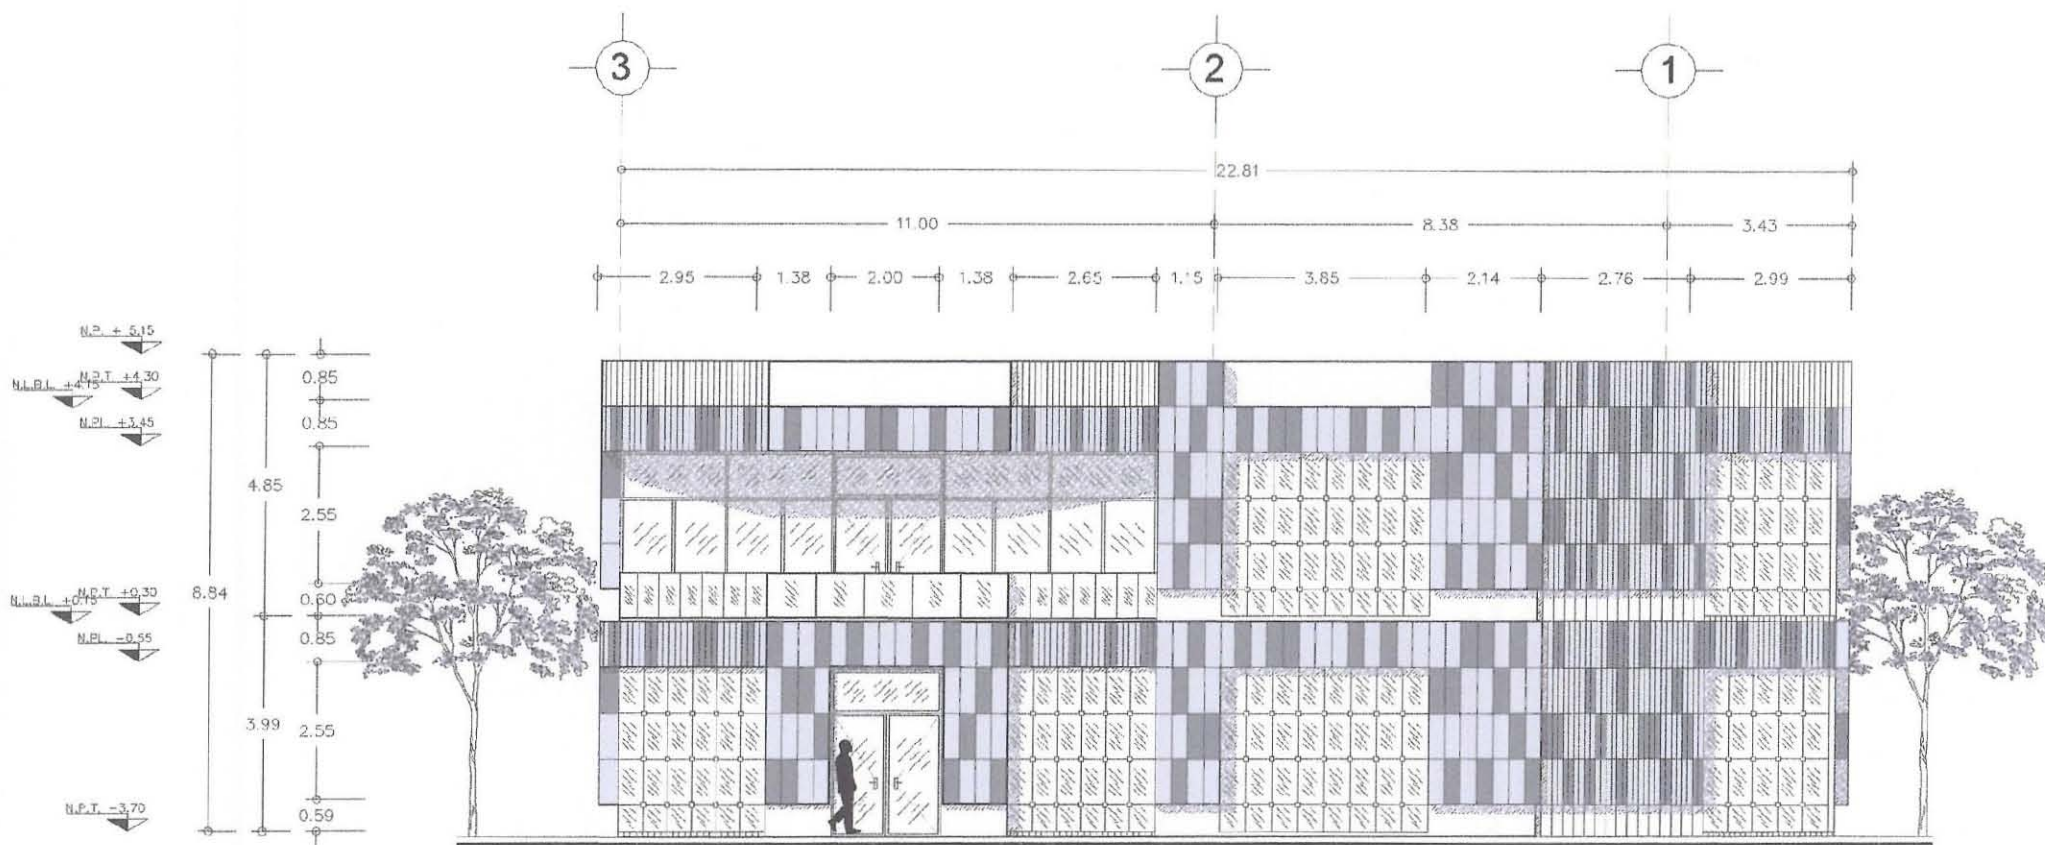 3 2 1
22.81
11.00 8.38 3.43
2.95 1.38 2.00 1.38 2.65 1.15 3.85 2.14 2.76 2.99
N.P. + 5.15
N.P.T. +4.30
N.L.B.L. +4.15
N.PL. +3.45
N.P.T. +0.30
N.L.B.L. +0.15
N.PL. -0.55
N.P.T. -3.70
8.84
4.85
3.99
0.85
0.85
2.55
0.60
0.85
2.55
0.59